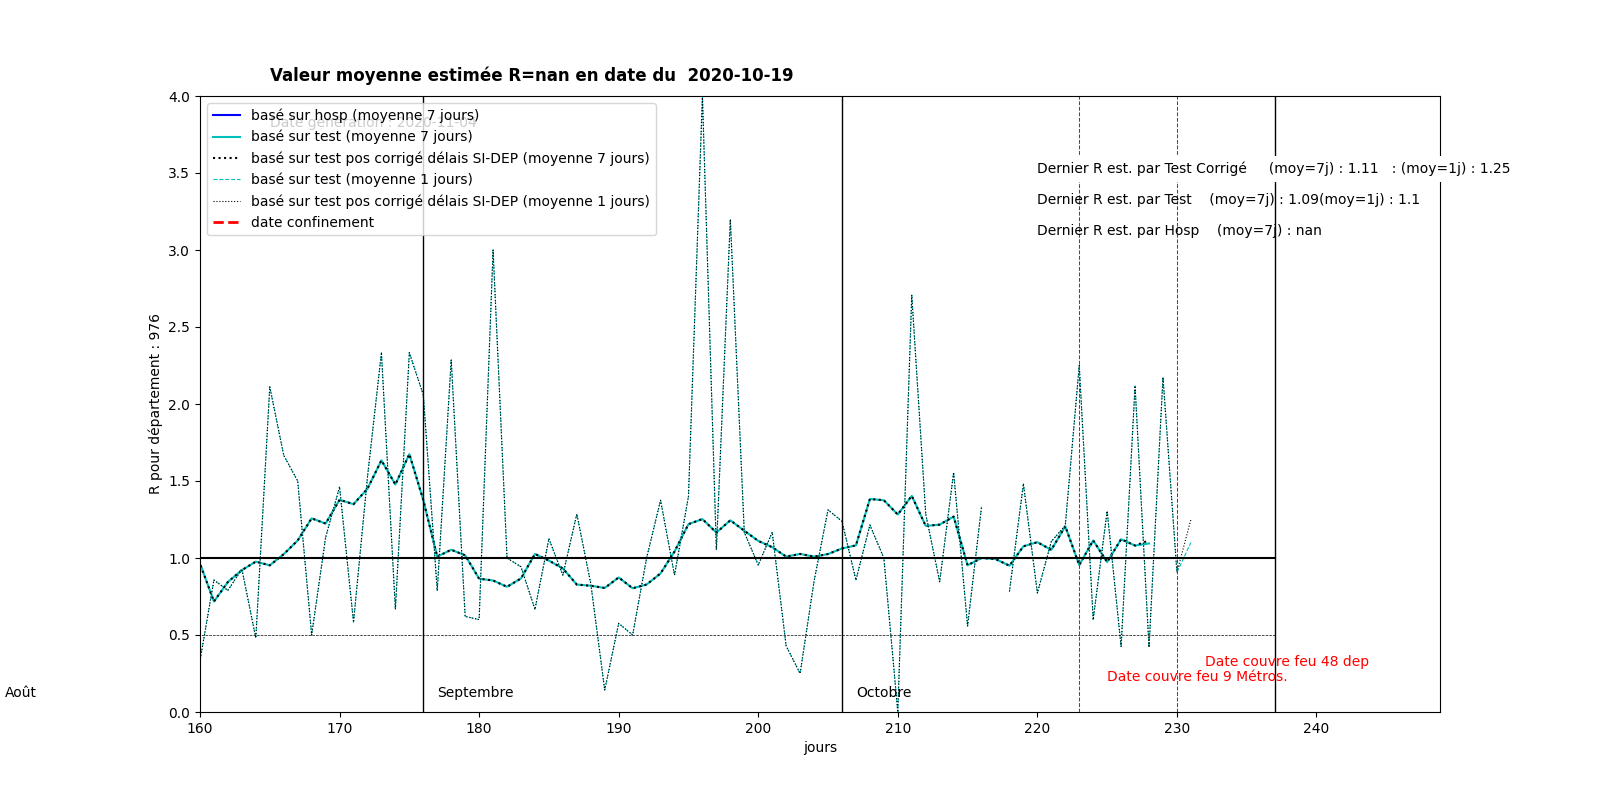 Valeur moyenne estimée R=nan en date du  2020-10-19
Date génération : 2020-11-04
basé sur hosp (moyenne 7 jours)
basé sur test (moyenne 7 jours)
basé sur test pos corrigé délais SI-DEP (moyenne 7 jours)
basé sur test (moyenne 1 jours)
basé sur test pos corrigé délais SI-DEP (moyenne 1 jours)
date confinement
Dernier R est. par Test Corrigé     (moy=7j) : 1.11   : (moy=1j) : 1.25
Dernier R est. par Test    (moy=7j) : 1.09(moy=1j) : 1.1
Dernier R est. par Hosp    (moy=7j) : nan
R pour département : 976
4.0
3.5
3.0
2.5
2.0
1.5
1.0
0.5
0.0
Date couvre feu 48 dep
Date couvre feu 9 Métros.
Août
Septembre
Octobre
160 170 180 190 200 210 220 230 240
jours